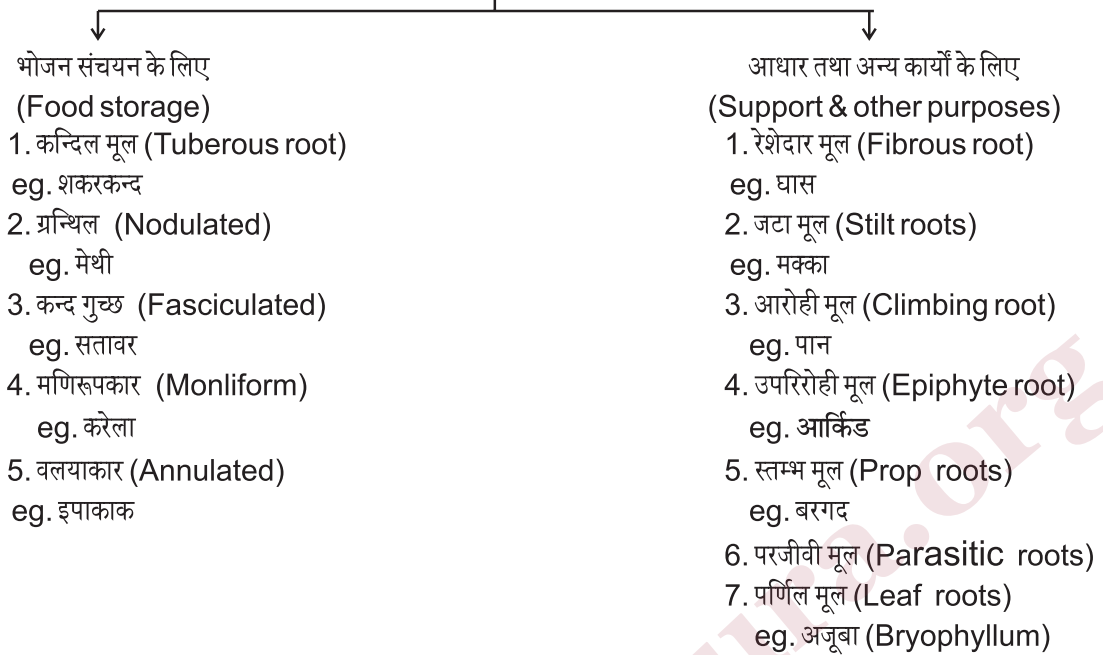 भोजन संचयन के लिए
(Food storage)
1. कन्दिल मूल (Tuberous root)
eg. शकरकन्द
2. ग्रन्थिल (Nodulated)
eg. मेथी
3. कन्द गुच्छ (Fasciculated)
eg. सतावर
4. मणिरूपकार (Monliform)
eg. करेला
5. वलयाकार (Annulated)
eg. इपाकाक
आधार तथा अन्य कार्यों के लिए
(Support & other purposes)
1. रेशेदार मूल (Fibrous root)
eg. घास
2. जटा मूल (Stilt roots)
eg. मक्का
3. आरोही मूल (Climbing root)
eg. पान
4. उपरिरोही मूल (Epiphyte root)
eg. आर्किड
5. स्तम्भ मूल (Prop roots)
eg. बरगद
6. परजीवी मूल (Parasitic roots)
7. पर्णिल मूल (Leaf roots)
eg. अजूबा (Bryophyllum)
ura.org